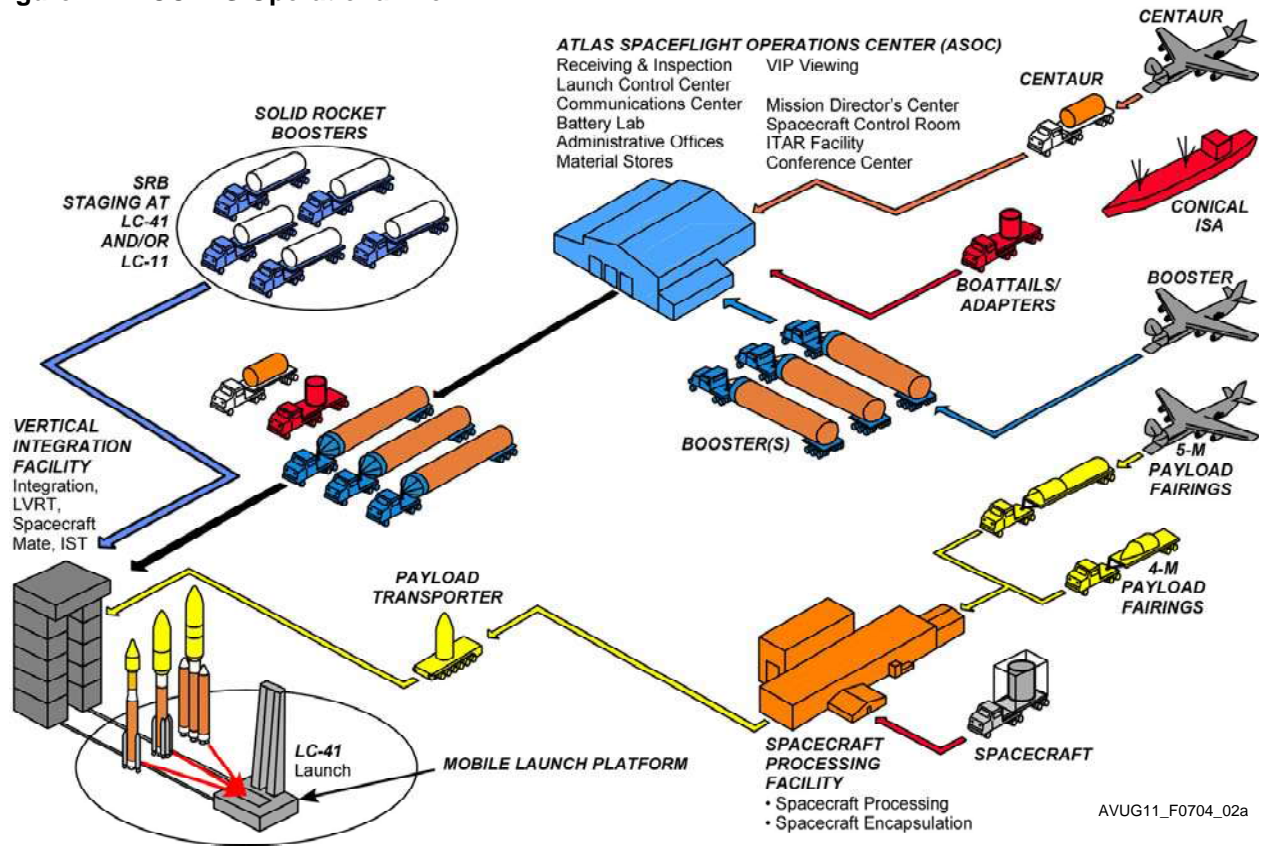 CENTAUR
ATLAS SPACEFLIGHT OPERATIONS CENTER (ASOC)
Receiving & Inspection VIP Viewing
Launch Control Center
Communications Center Mission Director's Center
Battery Lab Spacecraft Control Room
Administrative Offices ITAR Facility
Material Stores Conference Center
CENTAUR
SOLID ROCKET
BOOSTERS
SRB
STAGING AT
LC-41
AND/OR
LC-11
CONICAL
ISA
BOATTAILS/
ADAPTERS
BOOSTER
BOOSTER(S)
VERTICAL
INTEGRATION
FACILITY
Integration,
LVRT,
Spacecraft
Mate, IST
5-M
PAYLOAD
FAIRINGS
4-M
PAYLOAD
FAIRINGS
PAYLOAD
TRANSPORTER
LC-41
Launch
MOBILE LAUNCH PLATFORM
SPACECRAFT
PROCESSING
FACILITY
• Spacecraft Processing
• Spacecraft Encapsulation
SPACECRAFT
AVUG11_F0704_02a